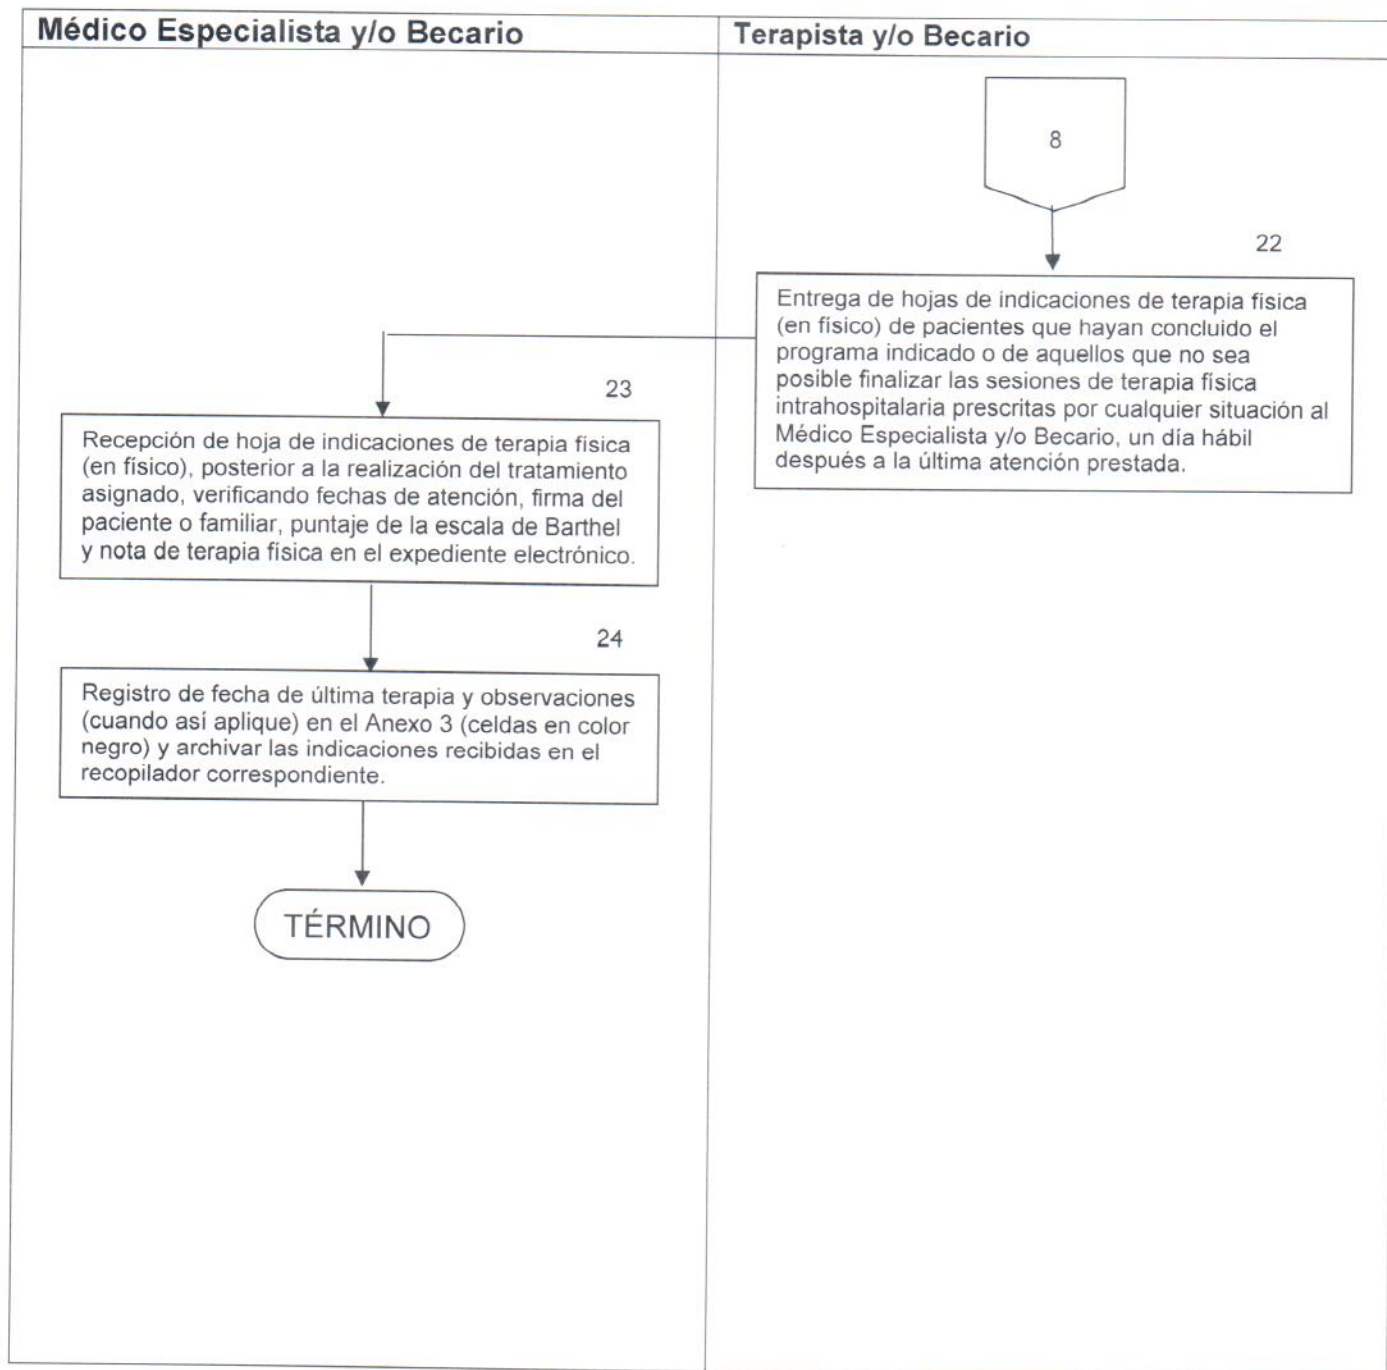 Médico Especialista y/o Becario
Terapista y/o Becario
8
22
Entrega de hojas de indicaciones de terapia física
(en físico) de pacientes que hayan concluido el
programa indicado o de aquellos que no sea
posible finalizar las sesiones de terapia física
intrahospitalaria prescritas por cualquier situación al
Médico Especialista y/o Becario, un día hábil
después a la última atención prestada.
23
Recepción de hoja de indicaciones de terapia física
(en físico), posterior a la realización del tratamiento
asignado, verificando fechas de atención, firma del
paciente o familiar, puntaje de la escala de Barthel
y nota de terapia física en el expediente electrónico.
24
Registro de fecha de última terapia y observaciones
(cuando así aplique) en el Anexo 3 (celdas en color
negro) y archivar las indicaciones recibidas en el
recopilador correspondiente.
TÉRMINO